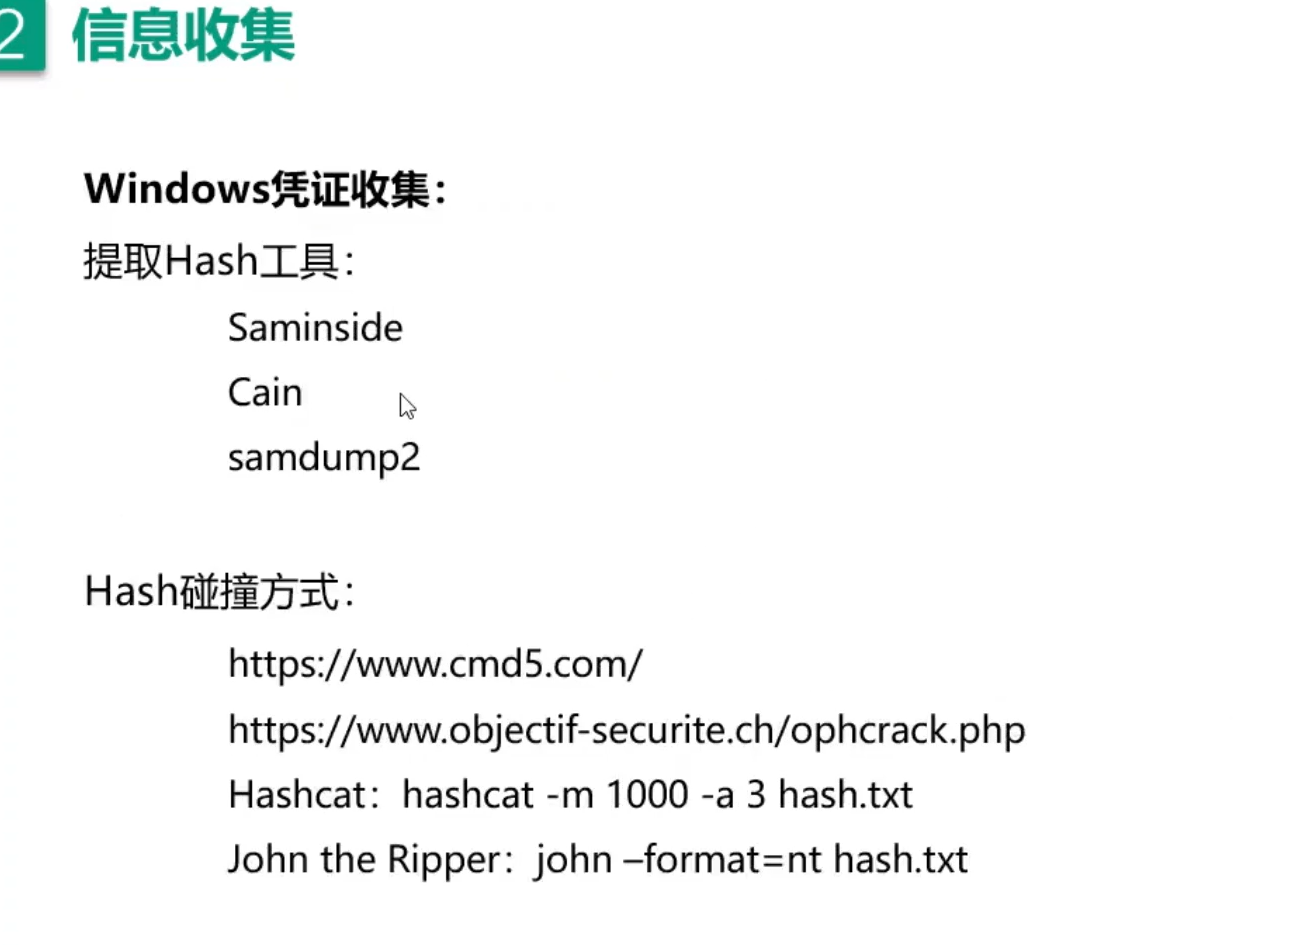 2 信息收集
Windows凭证收集：
提取Hash工具：
Saminside
Cain
samdump2
Hash碰撞方式：
https://www.cmd5.com/
https://www.objectif-securite.ch/ophcrack.php
Hashcat：hashcat -m 1000 -a 3 hash.txt
John the Ripper：john –format=nt hash.txt